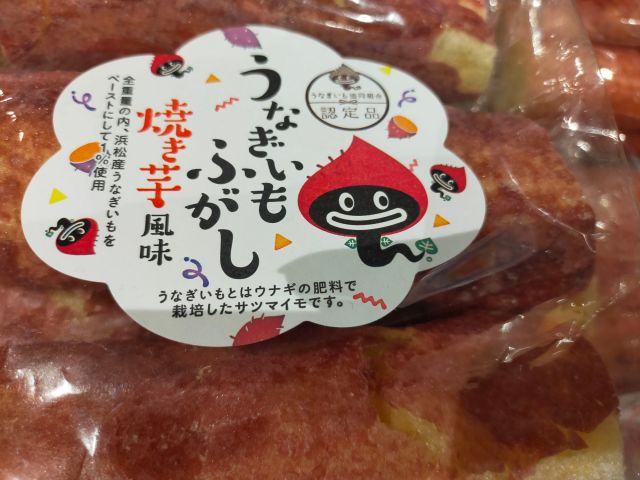 うなぎいも
ふがし
焼き芋
風味
全重量の内、浜松産うなぎいもを
ペーストにして1%使用
うなぎいも協同組合
認定品
うなぎいもとはウナギの肥料で
栽培したサツマイモです。